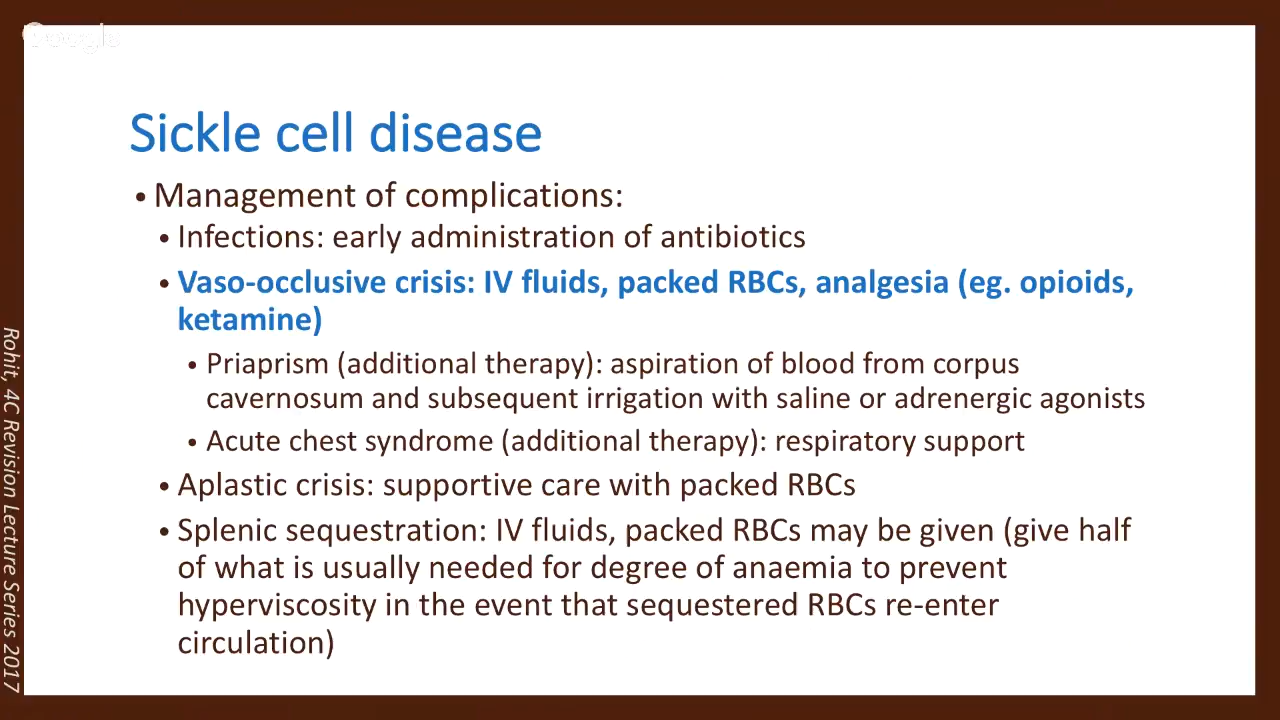 Google
Sickle cell disease
• Management of complications:
• Infections: early administration of antibiotics
• Vaso-occlusive crisis: IV fluids, packed RBCs, analgesia (eg. opioids,
ketamine)
• Priaprism (additional therapy): aspiration of blood from corpus
cavernosum and subsequent irrigation with saline or adrenergic agonists
• Acute chest syndrome (additional therapy): respiratory support
• Aplastic crisis: supportive care with packed RBCs
• Splenic sequestration: IV fluids, packed RBCs may be given (give half
of what is usually needed for degree of anaemia to prevent
hyperviscosity in the event that sequestered RBCs re-enter
circulation)
Rohit, 4C Revision Lecture Series 2017